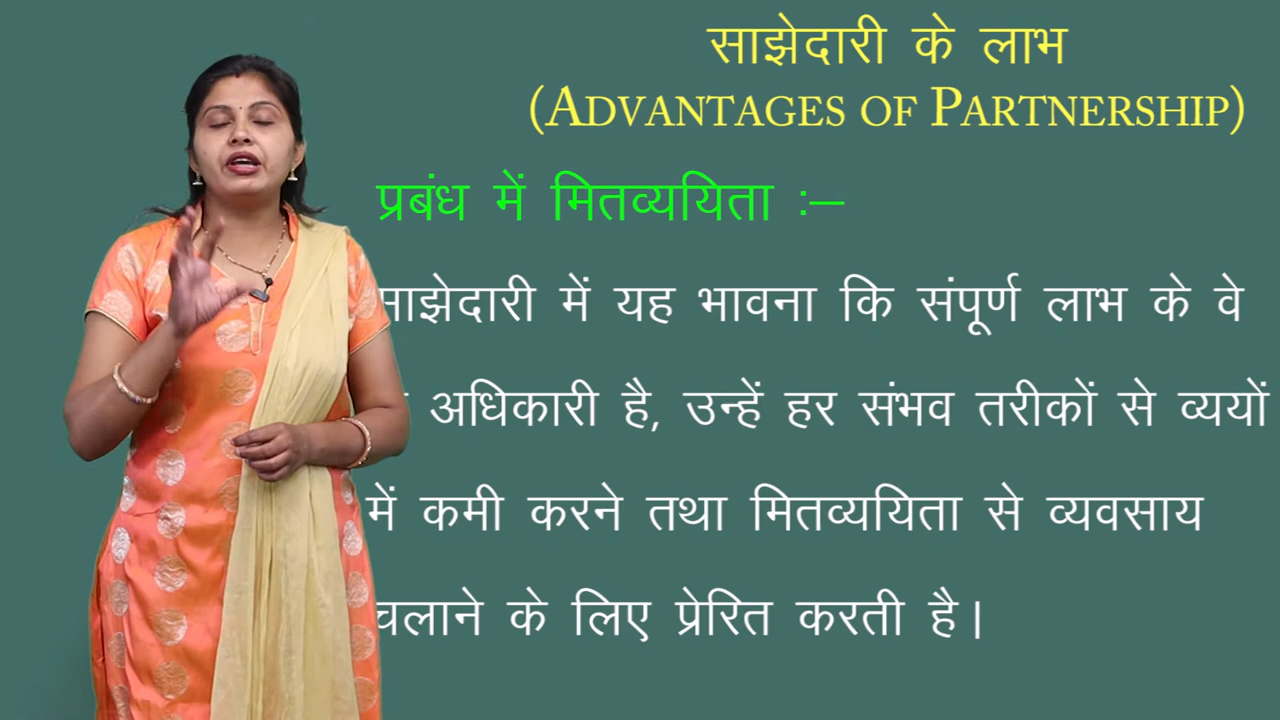 साझेदारी के लाभ
(ADVANTAGES OF PARTNERSHIP)
प्रबंध में मितव्ययिता :–
साझेदारी में यह भावना कि संपूर्ण लाभ के वे
अधिकारी है, उन्हें हर संभव तरीकों से व्ययों
में कमी करने तथा मितव्ययिता से व्यवसाय
चलाने के लिए प्रेरित करती है।